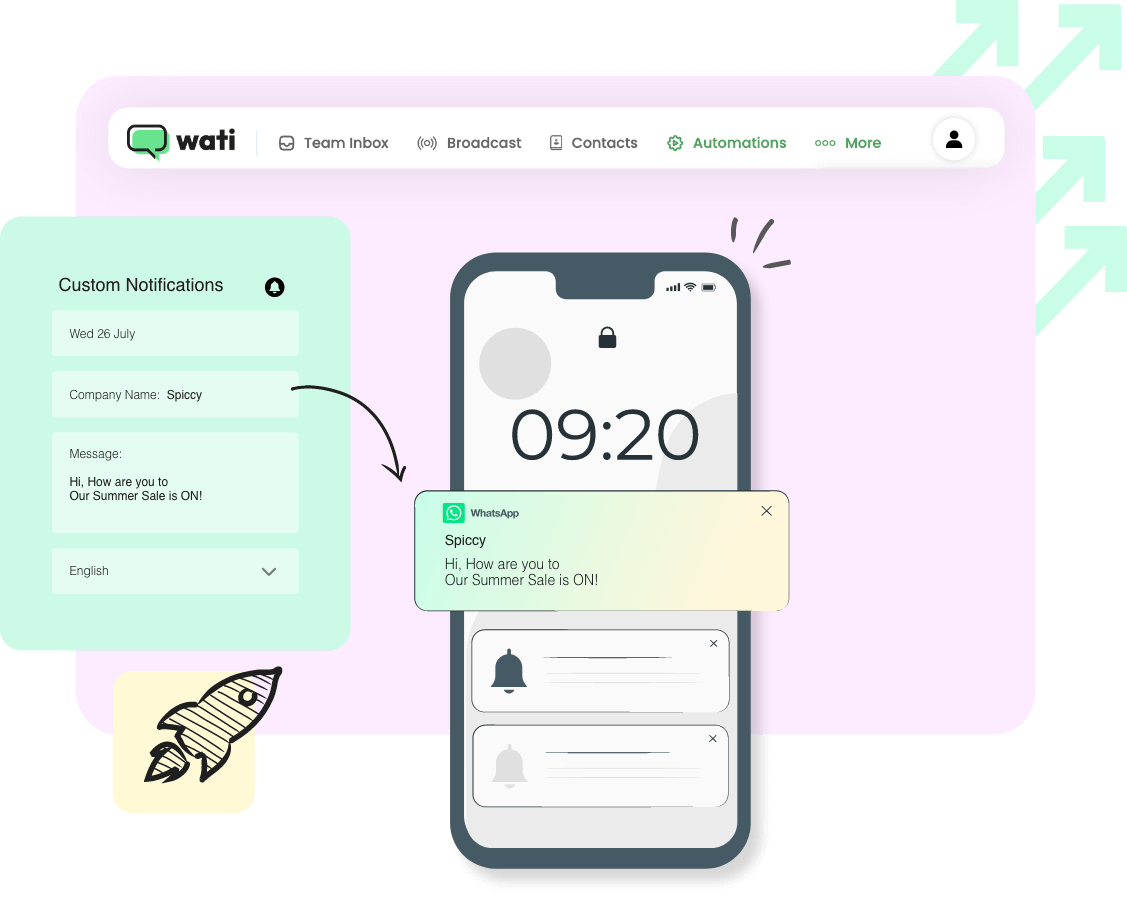 wati
Team Inbox
Broadcast
Contacts
Automations
More
Custom Notifications
Wed 26 July
Company Name: Spiccy
Message:
Hi, How are you to
Our Summer Sale is ON!
English
09:20
WhatsApp
Spiccy
Hi, How are you to
Our Summer Sale is ON!